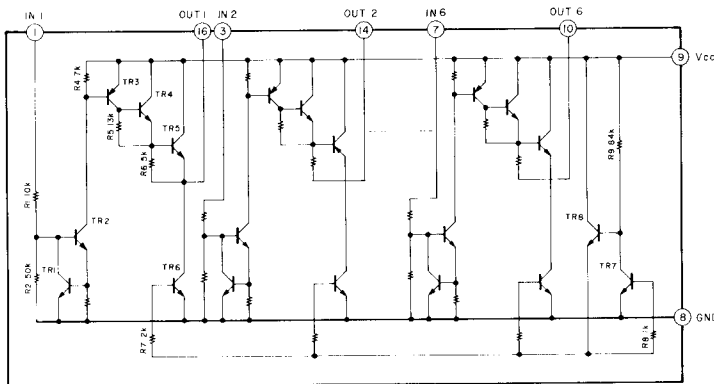 IN 1
OUT 1
IN 2
OUT 2
IN 6
OUT 6
1
16
3
14
7
10
9
Vcc
R4.7k
TR3
TR4
R5.13k
TR5
R6.5k
R9.84k
R1.10k
TR2
TR8
R2.50k
TR1
TR6
TR7
8
GND
R7.2k
R8.1k